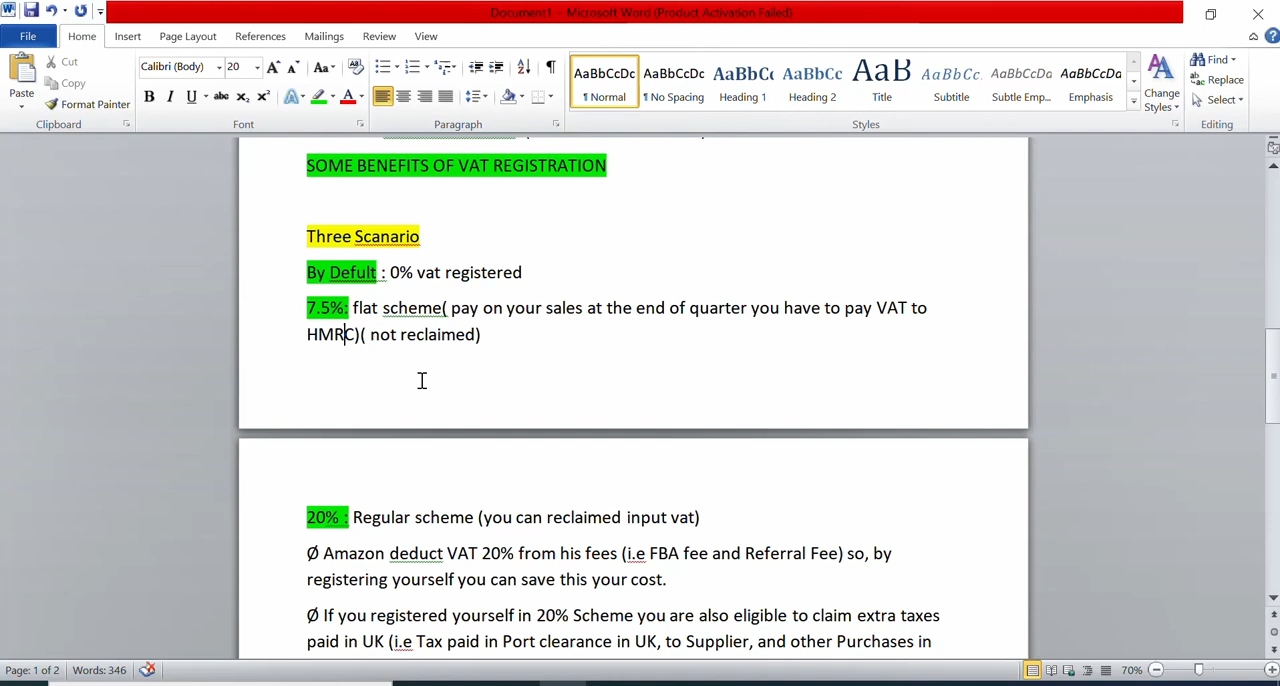 Document1 - Microsoft Word (Product Activation Failed)
File Home Insert Page Layout References Mailings Review View
Paste
Cut
Copy
Format Painter
Clipboard
Calibri (Body) 20
Font
Paragraph
AaBbCcDc AaBbCcDc AaBbCc AaBbCc AaB AaBbCc. AaBbCcDa AaBbCcDa
¶ Normal ¶ No Spacing Heading 1 Heading 2 Title Subtitle Subtle Emp... Emphasis
Styles
Change
Styles
Find
Replace
Select
Editing
SOME BENEFITS OF VAT REGISTRATION
Three Scanario
By Defult : 0% vat registered
7.5%: flat scheme( pay on your sales at the end of quarter you have to pay VAT to
HMRC)( not reclaimed)
20% : Regular scheme (you can reclaimed input vat)
Ø Amazon deduct VAT 20% from his fees (i.e FBA fee and Referral Fee) so, by
registering yourself you can save this your cost.
Ø If you registered yourself in 20% Scheme you are also eligible to claim extra taxes
paid in UK (i.e Tax paid in Port clearance in UK, to Supplier, and other Purchases in
Page: 1 of 2 Words: 346 70%